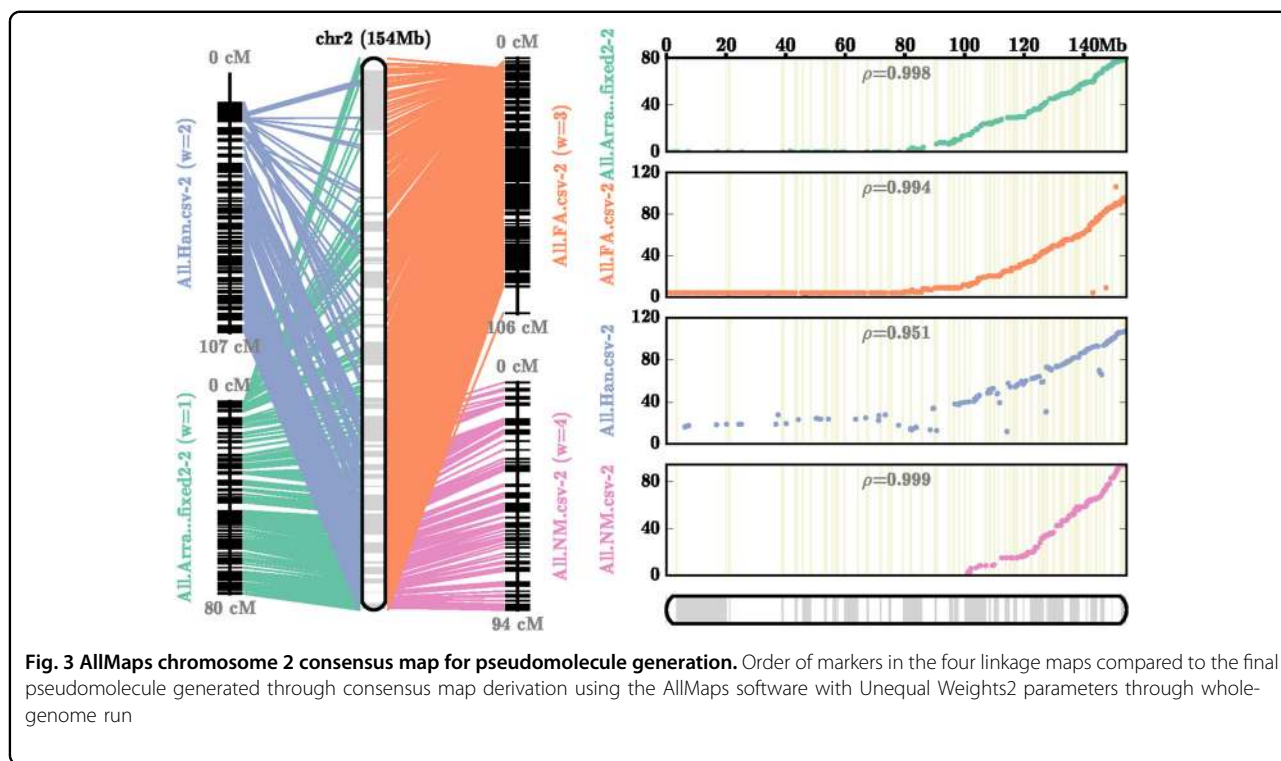 chr2 (154Mb)
0 cM
All.Han.csv-2 (w=2)
107 cM
0 cM
All.Arra...fixed2-2 (w=1)
80 cM
0 cM
All.FA.csv-2 (w=3)
106 cM
0 cM
All.NM.csv-2 (w=4)
94 cM
0 20 40 60 80 100 120 140Mb
All.Arra...fixed2-2
80
40
0
ρ=0.998
All.FA.csv-2
120
80
40
0
ρ=0.994
All.Han.csv-2
120
80
40
0
ρ=0.951
All.NM.csv-2
80
40
0
ρ=0.999
Fig. 3 AllMaps chromosome 2 consensus map for pseudomolecule generation. Order of markers in the four linkage maps compared to the final
pseudomolecule generated through consensus map derivation using the AllMaps software with Unequal Weights2 parameters through whole-
genome run